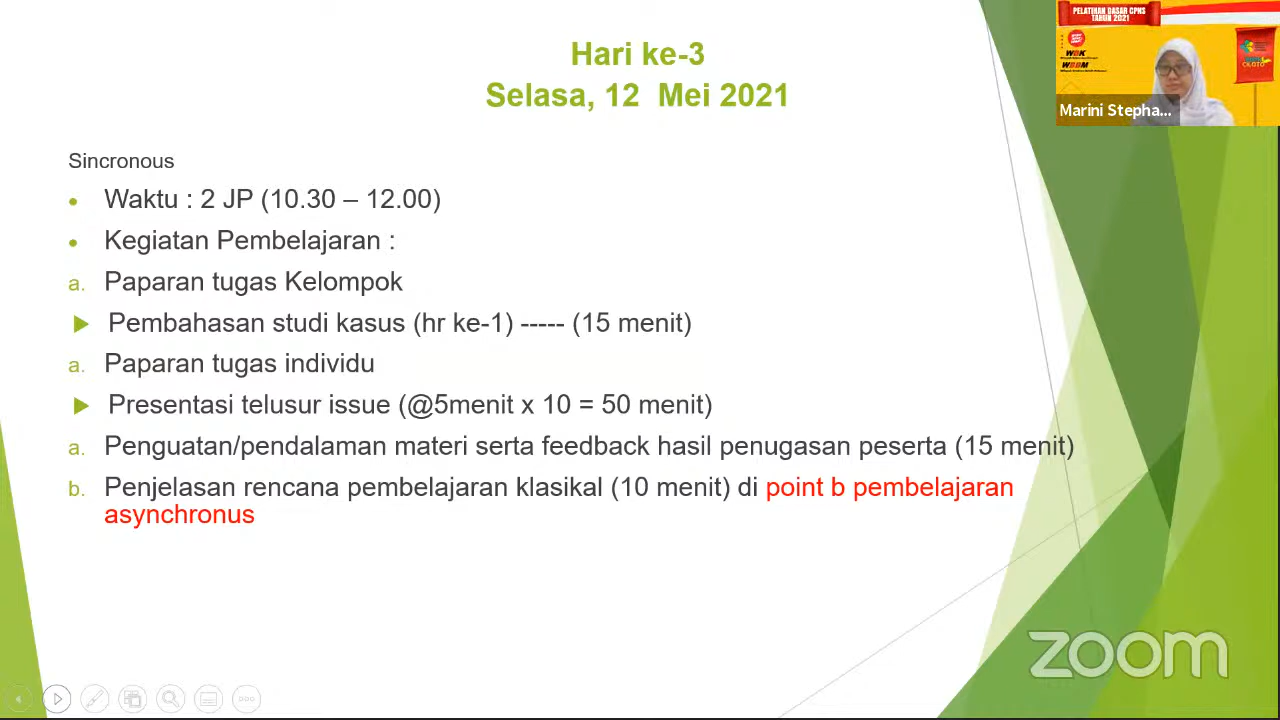 Hari ke-3
Selasa, 12 Mei 2021
PELATIHAN DASAR CPNS
TAHUN 2021
WBK
WBBM
Marini Stepha...
Sincronous
• Waktu : 2 JP (10.30 – 12.00)
• Kegiatan Pembelajaran :
a. Paparan tugas Kelompok
Pembahasan studi kasus (hr ke-1) ----- (15 menit)
a. Paparan tugas individu
Presentasi telusur issue (@5menit x 10 = 50 menit)
a. Penguatan/pendalaman materi serta feedback hasil penugasan peserta (15 menit)
b. Penjelasan rencana pembelajaran klasikal (10 menit) di point b pembelajaran
asynchronus
zoom